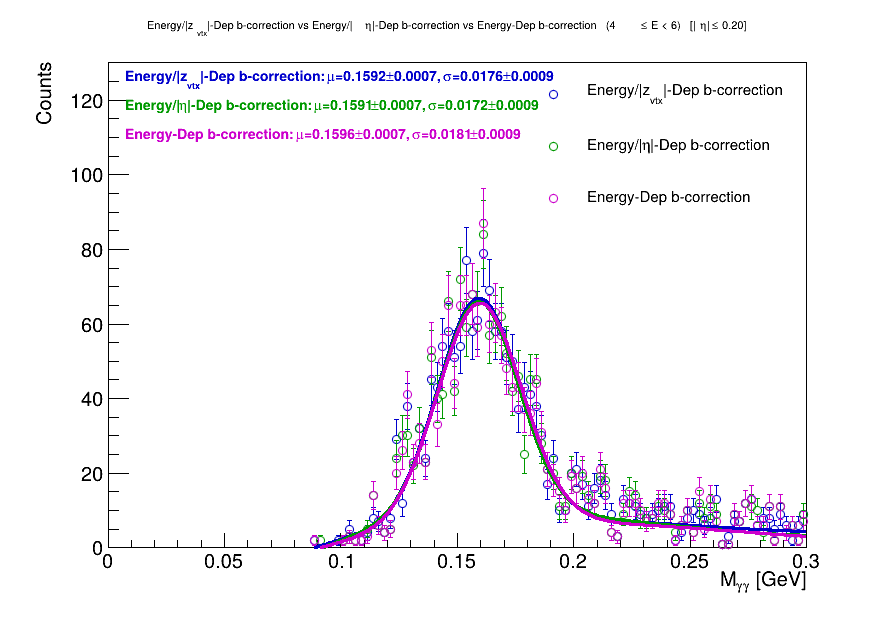 Energy/|z vtx|-Dep b-correction vs Energy/| η|-Dep b-correction vs Energy-Dep b-correction (4 ≤ E < 6) [| η| ≤ 0.20]
Energy/|z vtx|-Dep b-correction: μ=0.1592±0.0007, σ=0.0176±0.0009
Energy/|η|-Dep b-correction: μ=0.1591±0.0007, σ=0.0172±0.0009
Energy-Dep b-correction: μ=0.1596±0.0007, σ=0.0181±0.0009
Energy/|z vtx|-Dep b-correction
Energy/|η|-Dep b-correction
Energy-Dep b-correction
Counts
120
100
80
60
40
20
0
0 0.05 0.1 0.15 0.2 0.25 0.3
Mγγ [GeV]